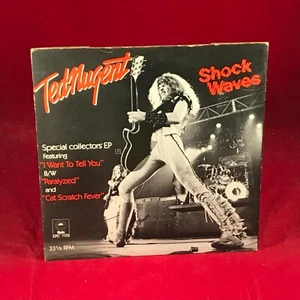 Ted Nugent
Shock
Waves
Special collectors' EP
Featuring
"I Want To Tell You"
B/W
"Paralyzed"
and
"Cat Scratch Fever"
Epic
33⅓ RPM.